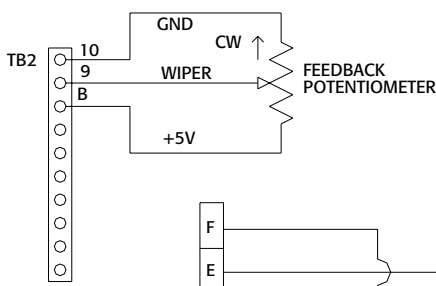 GND
CW
10
TB2
9
WIPER
FEEDBACK
POTENTIOMETER
B
+5V
F
E